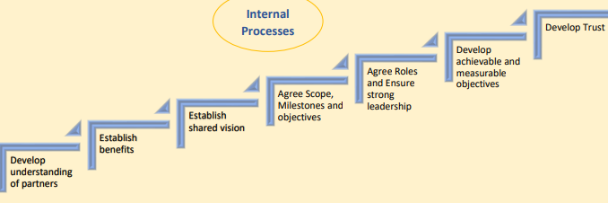 Internal
Processes
Develop
understanding
of partners
Establish
benefits
Establish
shared vision
Agree Scope,
Milestones and
objectives
Agree Roles
and Ensure
strong
leadership
Develop
achievable and
measurable
objectives
Develop Trust